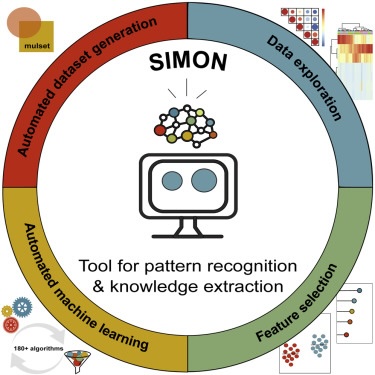 mulset
Automated dataset generation
Data exploration
SIMON
Tool for pattern recognition
& knowledge extraction
Automated machine learning
Feature selection
180+ algorithms